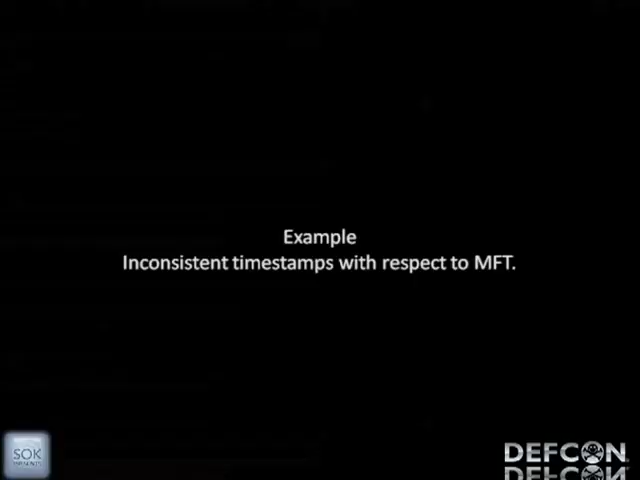 Example
Inconsistent timestamps with respect to MFT.
SOK
DEFCON